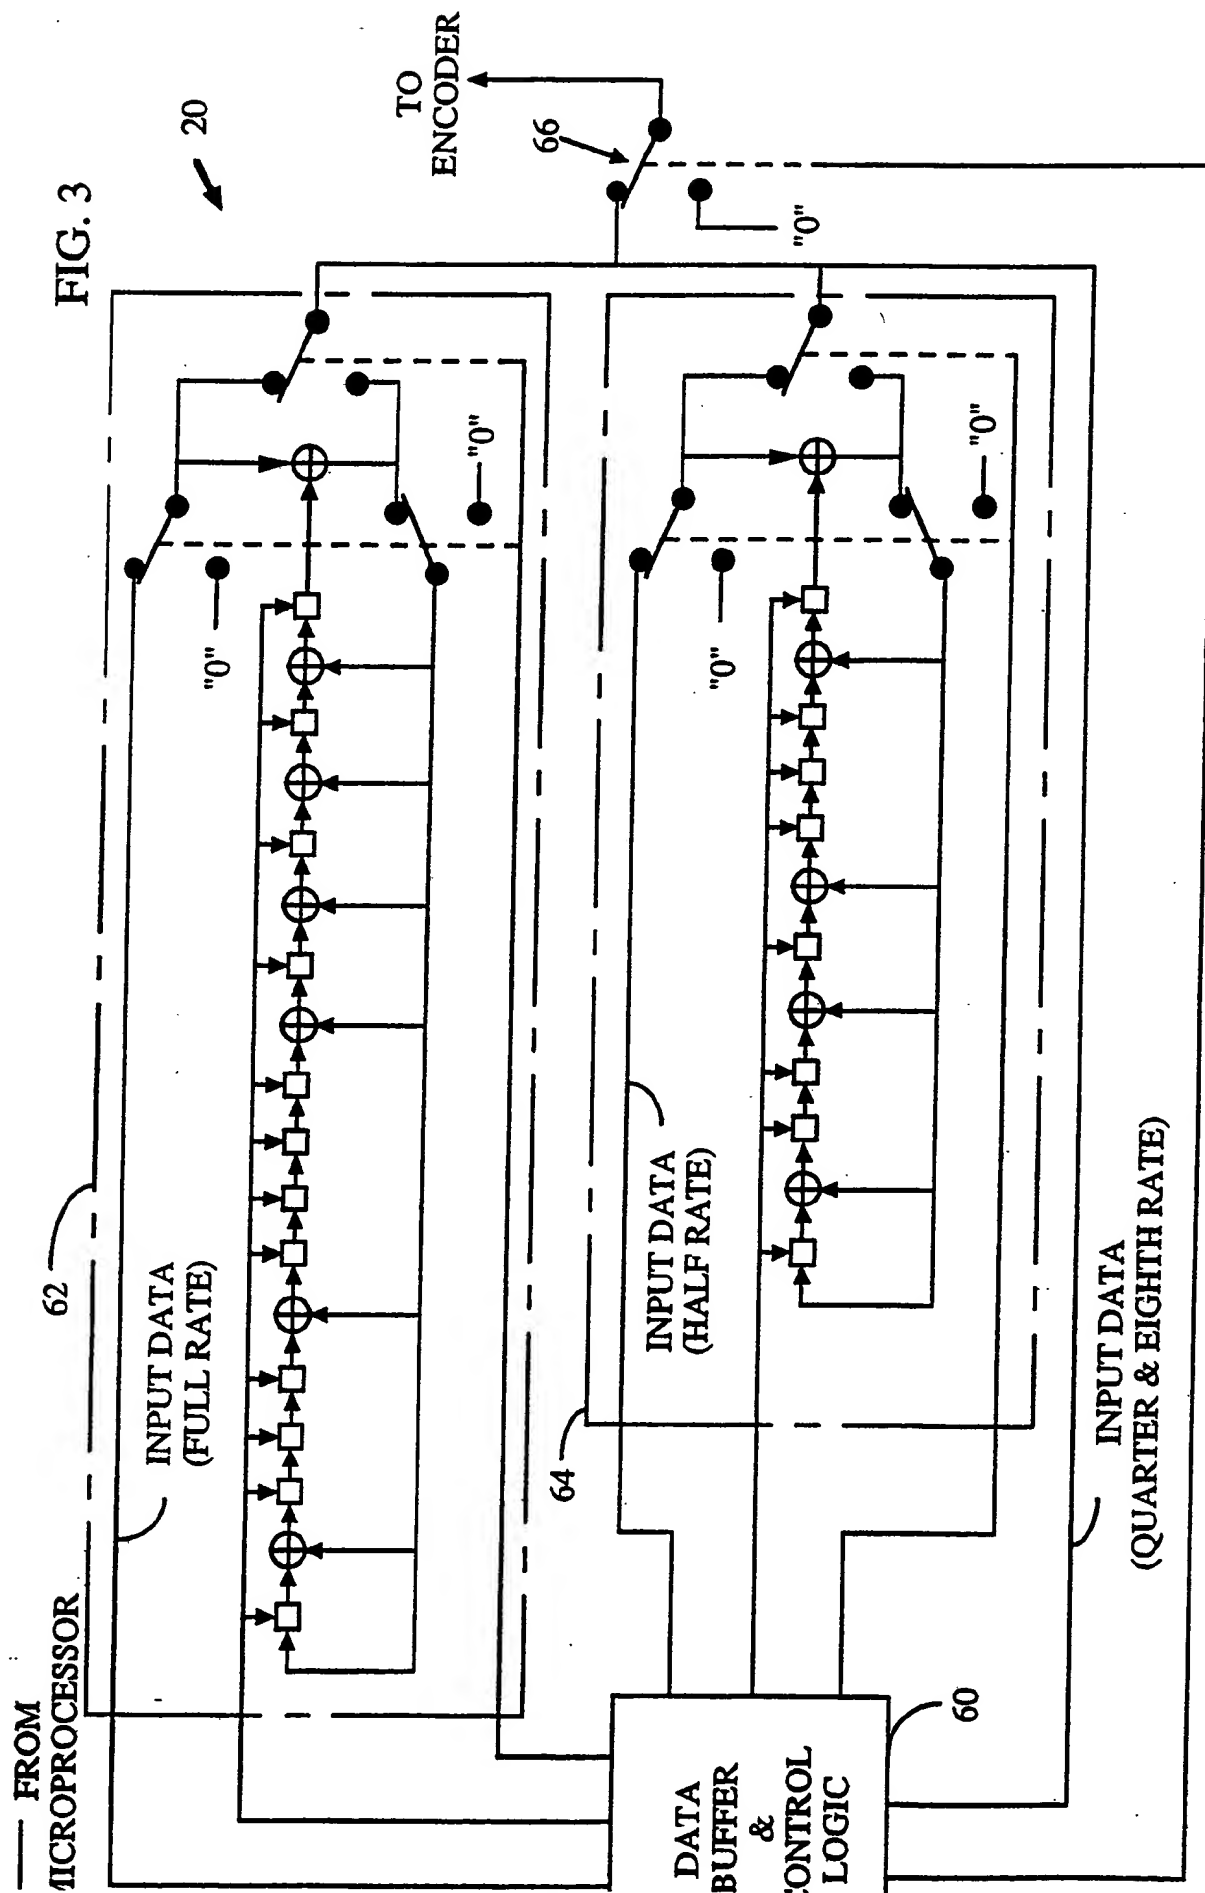 FIG. 3
20
TO
ENCODER
66
"0"
"0"
"0"
"0"
"0"
62
INPUT DATA
(FULL RATE)
64
INPUT DATA
(HALF RATE)
INPUT DATA
(QUARTER & EIGHTH RATE)
FROM
MICROPROCESSOR
DATA
BUFFER
&
CONTROL
LOGIC
60